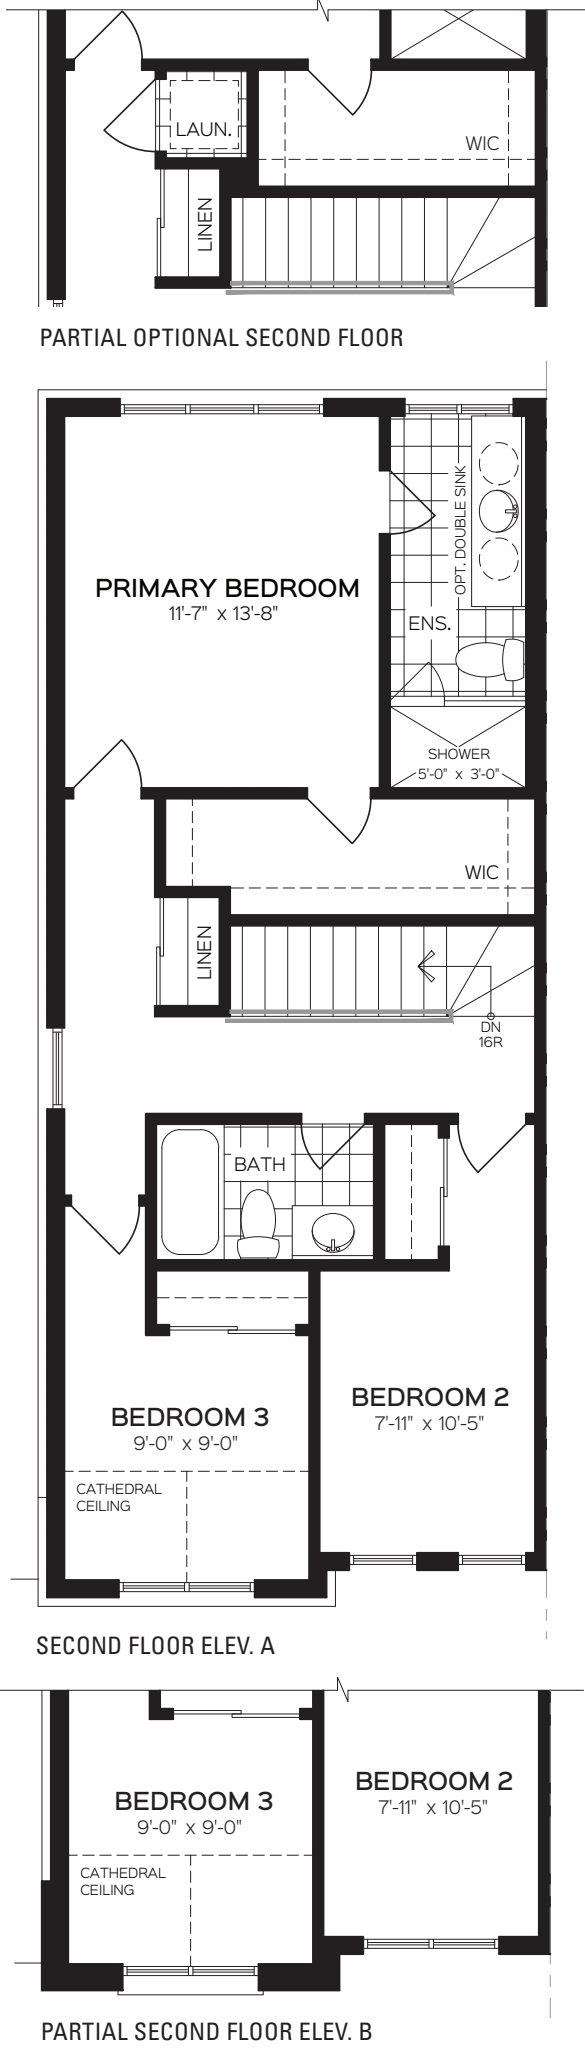 LAUN.
WIC
LINEN
PARTIAL OPTIONAL SECOND FLOOR
OPT. DOUBLE SINK
PRIMARY BEDROOM
11'-7" x 13'-8"
ENS.
SHOWER
5'-0" x 3'-0"
WIC
LINEN
DN
16R
BATH
BEDROOM 2
7'-11" x 10'-5"
BEDROOM 3
9'-0" x 9'-0"
CATHEDRAL
CEILING
SECOND FLOOR ELEV. A
BEDROOM 2
7'-11" x 10'-5"
BEDROOM 3
9'-0" x 9'-0"
CATHEDRAL
CEILING
PARTIAL SECOND FLOOR ELEV. B